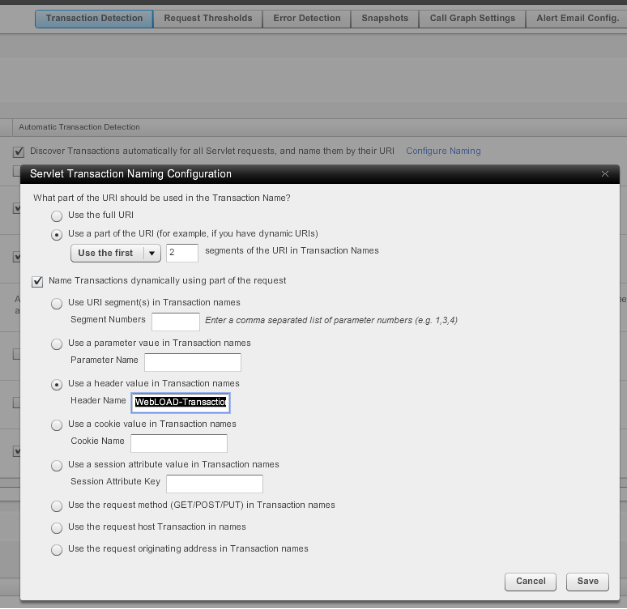 Transaction Detection Request Thresholds Error Detection Snapshots Call Graph Settings Alert Email Config.
Automatic Transaction Detection
Discover Transactions automatically for all Servlet requests, and name them by their URI Configure Naming
Servlet Transaction Naming Configuration
What part of the URI should be used in the Transaction Name?
Use the full URI
Use a part of the URI (for example, if you have dynamic URIs)
Use the first 2 segments of the URI in Transaction Names
Name Transactions dynamically using part of the request
Use URI segment(s) in Transaction names
Segment Numbers Enter a comma separated list of parameter numbers (e.g. 1,3,4)
Use a parameter value in Transaction names
Parameter Name
Use a header value in Transaction names
Header Name WebLOAD-Transactio
Use a cookie value in Transaction names
Cookie Name
Use a session attribute value in Transaction names
Session Attribute Key
Use the request method (GET/POST/PUT) in Transaction names
Use the request host Transaction in names
Use the request originating address in Transaction names
Cancel Save